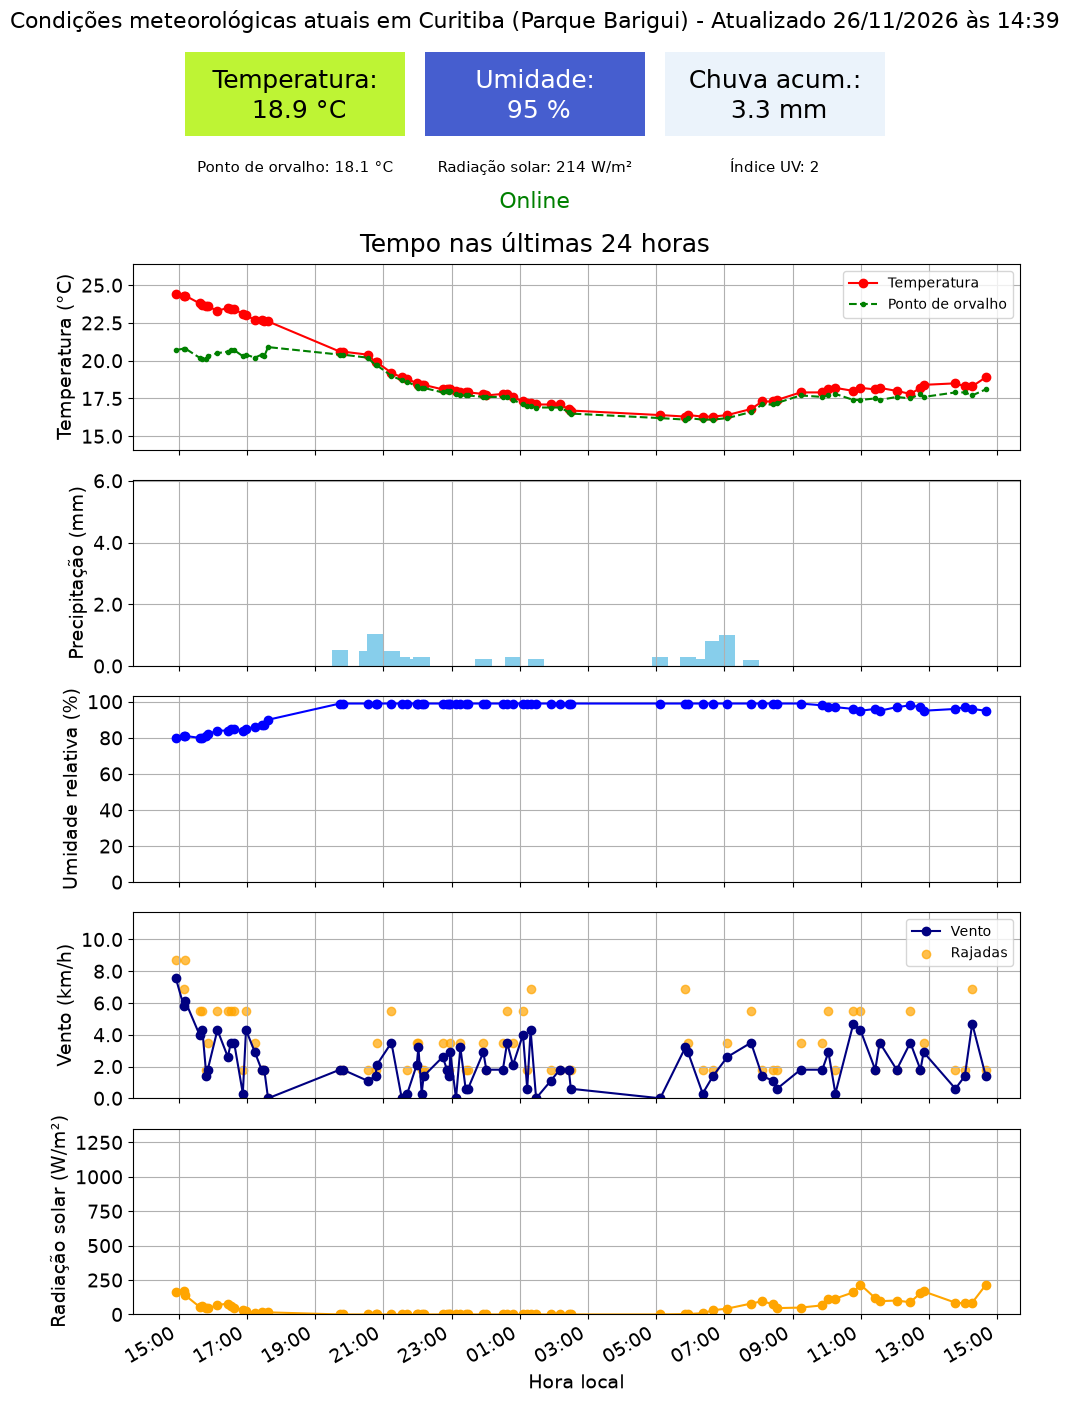 Condições meteorológicas atuais em Curitiba (Parque Barigui) - Atualizado 26/11/2026 às 14:39
Temperatura:
18.9 °C
Umidade:
95 %
Chuva acum.:
3.3 mm
Ponto de orvalho: 18.1 °C
Radiação solar: 214 W/m²
Índice UV: 2
Online
Tempo nas últimas 24 horas
Temperatura (°C)
25.0
22.5
20.0
17.5
15.0
Temperatura
Ponto de orvalho
Precipitação (mm)
6.0
4.0
2.0
0.0
Umidade relativa (%)
100
80
60
40
20
0
Vento (km/h)
10.0
8.0
6.0
4.0
2.0
0.0
Vento
Rajadas
Radiação solar (W/m²)
1250
1000
750
500
250
0
15:00
17:00
19:00
21:00
23:00
01:00
03:00
05:00
07:00
09:00
11:00
13:00
15:00
Hora local